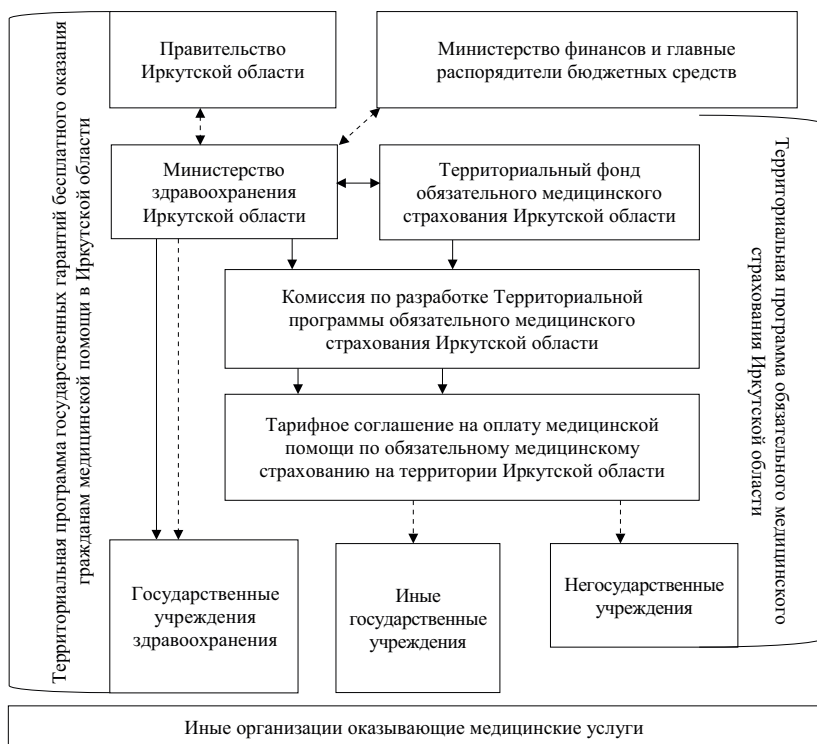 Правительство
Иркутской области
Министерство финансов и главные
распорядители бюджетных средств
Территориальная программа государственных гарантий бесплатного оказания
гражданам медицинской помощи в Иркутской области
Министерство
здравоохранения
Иркутской области
Территориальный фонд
обязательного медицинского
страхования Иркутской области
Территориальная программа обязательного медицинского
страхования Иркутской области
Комиссия по разработке Территориальной
программы обязательного медицинского
страхования Иркутской области
Тарифное соглашение на оплату медицинской
помощи по обязательному медицинскому
страхованию на территории Иркутской области
Государственные
учреждения
здравоохранения
Иные
государственные
учреждения
Негосударственные
учреждения
Иные организации оказывающие медицинские услуги